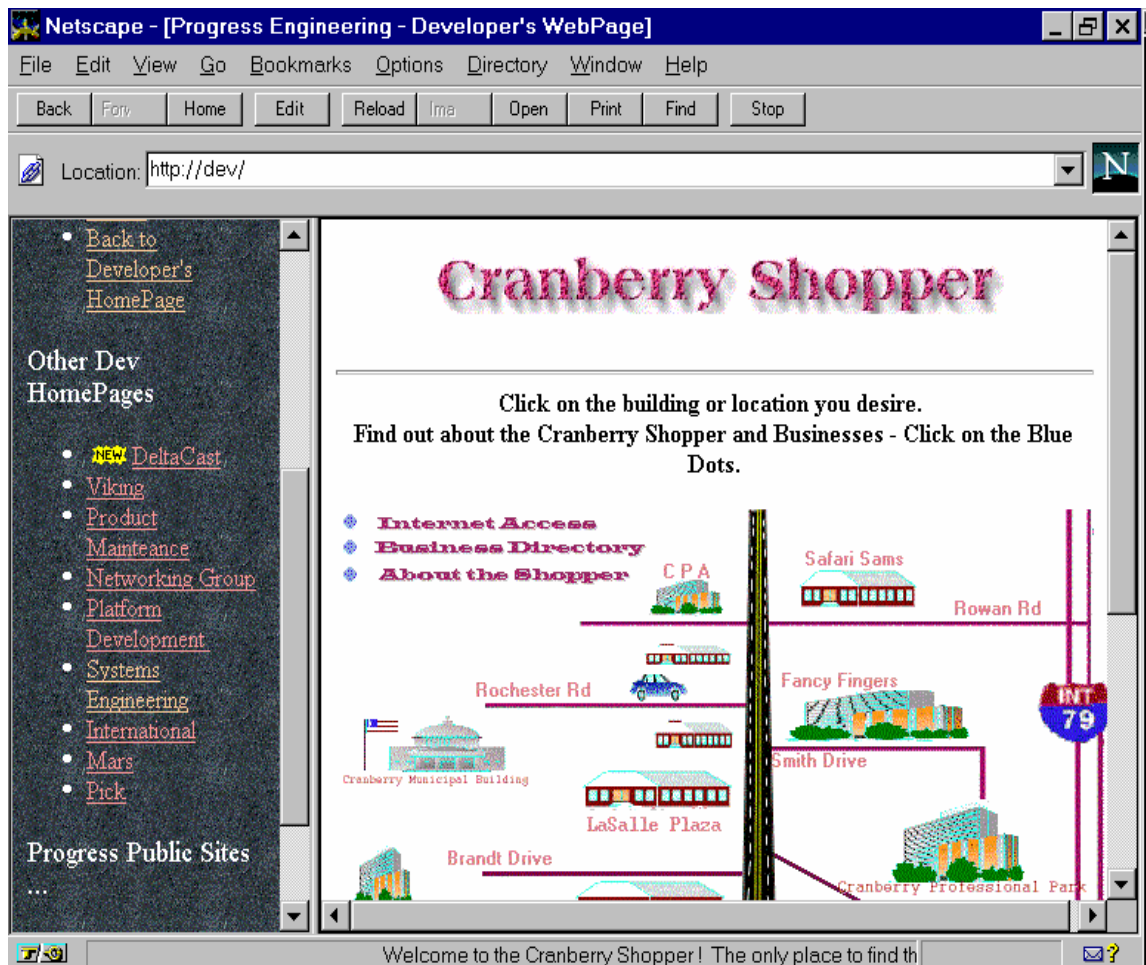 Netscape - [Progress Engineering - Developer's WebPage]
File Edit View Go Bookmarks Options Directory Window Help
Back Forw Home Edit Reload Ima Open Print Find Stop
Location: http://dev/
N
Back to
Developer's
HomePage
Other Dev
HomePages
NEW DeltaCast
Viking
Product
Mainteance
Networking Group
Platform
Development
Systems
Engineering
International
Mars
Pick
Progress Public Sites
...
Cranberry Shopper
Click on the building or location you desire.
Find out about the Cranberry Shopper and Businesses - Click on the Blue
Dots.
Internet Access
Business Directory
About the Shopper
C P A
Safari Sams
Rowan Rd
Rochester Rd
Fancy Fingers
INT
79
Cranberry Municipal Building
Smith Drive
LaSalle Plaza
Brandt Drive
Cranberry Professional Park
Welcome to the Cranberry Shopper ! The only place to find th